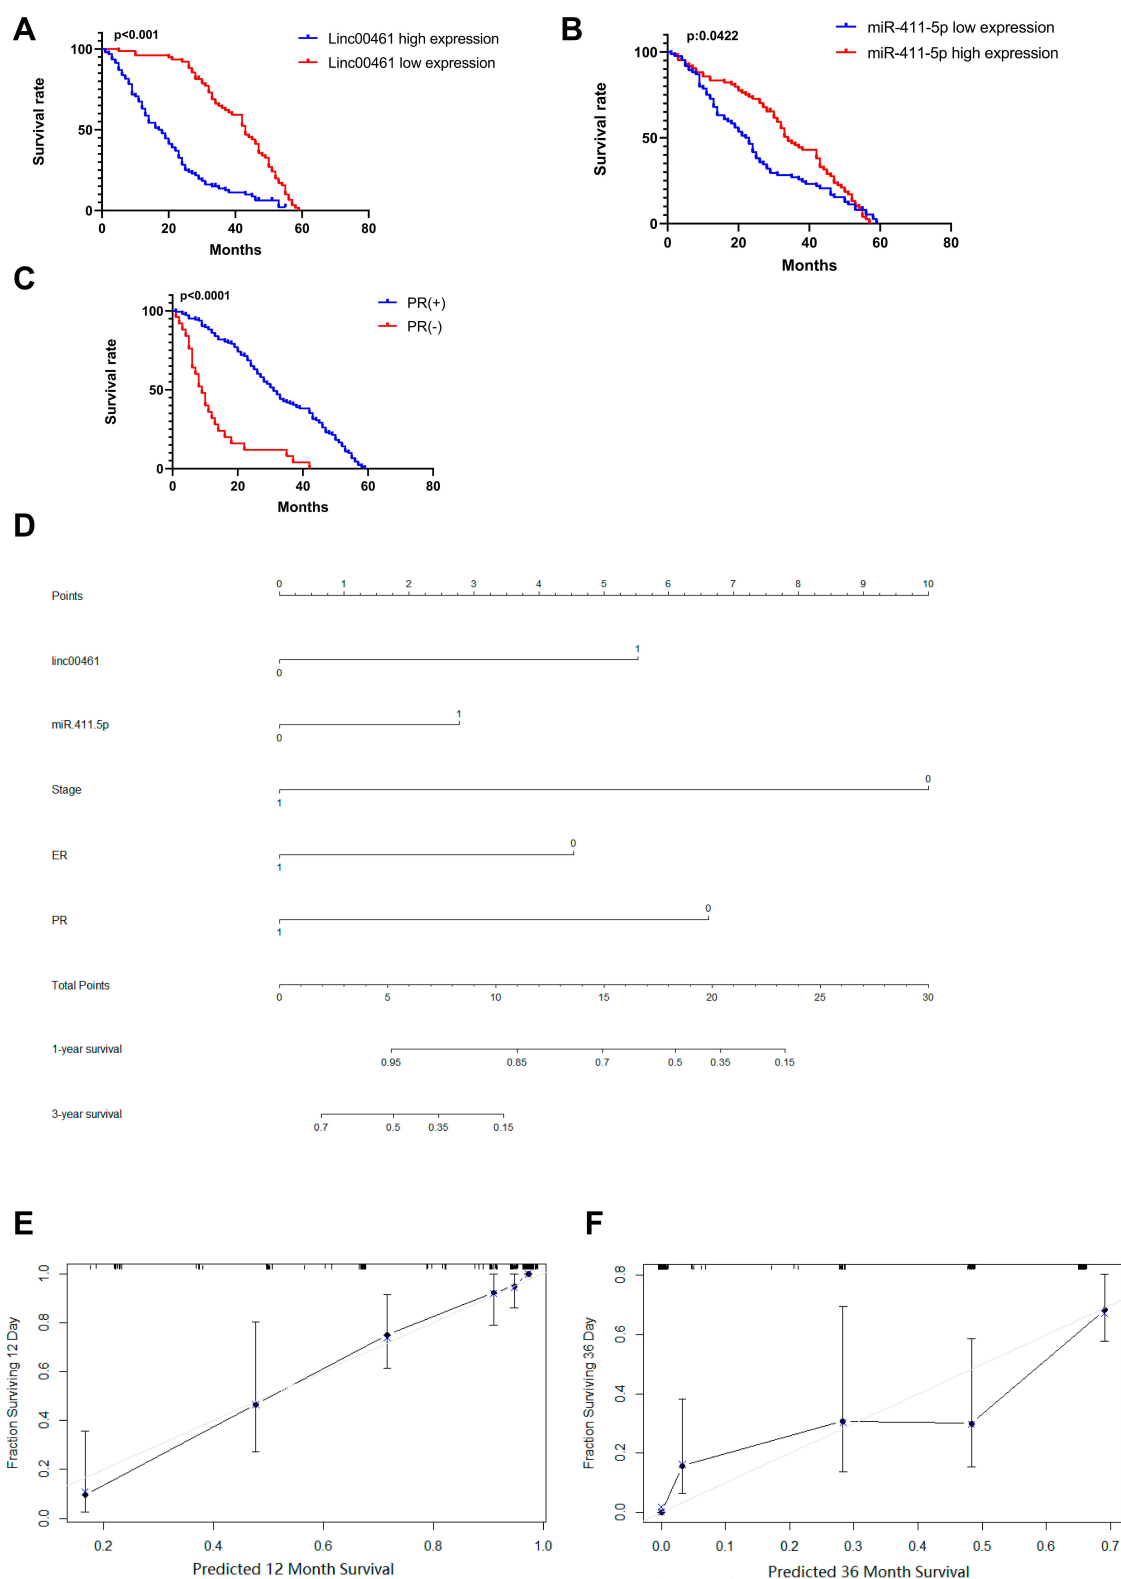 A
p<0.001
Linc00461 high expression
Linc00461 low expression
Survival rate
100
50
0
0 20 40 60 80
Months
B
p:0.0422
miR-411-5p low expression
miR-411-5p high expression
Survival rate
100
50
0
0 20 40 60 80
Months
C
p<0.0001
PR(+)
PR(-)
Survival rate
100
50
0
0 20 40 60 80
Months
D
Points
0 1 2 3 4 5 6 7 8 9 10
linc00461
0 1
miR.411.5p
0 1
Stage
1 0
ER
1 0
PR
1 0
Total Points
0 5 10 15 20 25 30
1-year survival
0.95 0.85 0.7 0.5 0.35 0.15
3-year survival
0.7 0.5 0.35 0.15
E
Fraction Surviving 12 Day
1.0
0.8
0.6
0.4
0.2
0.0
0.2 0.4 0.6 0.8 1.0
Predicted 12 Month Survival
F
Fraction Surviving 36 Day
0.8
0.6
0.4
0.2
0.0
0.0 0.1 0.2 0.3 0.4 0.5 0.6 0.7
Predicted 36 Month Survival